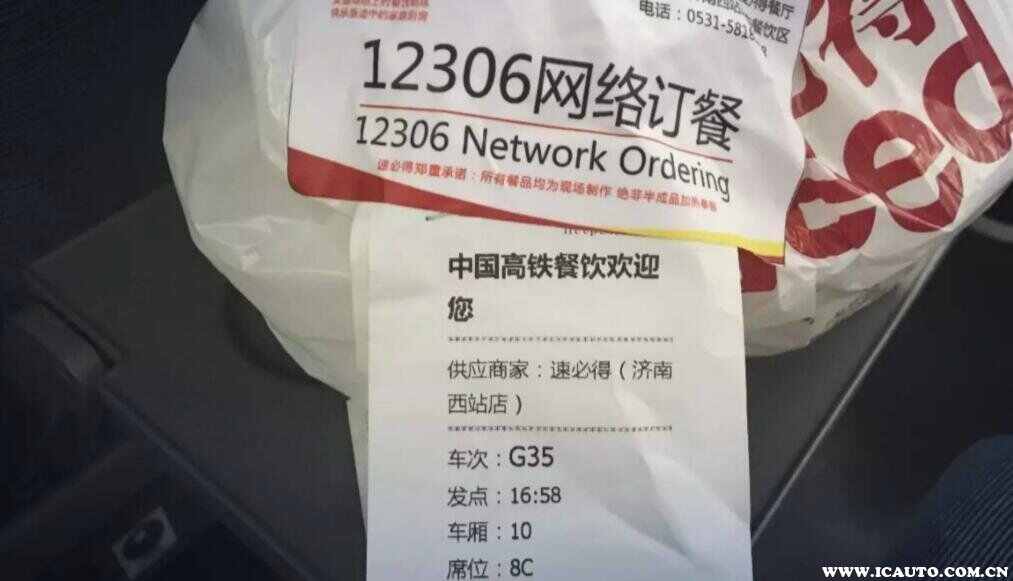 电话：0531-581
餐饮区
12306网络订餐
12306 Network Ordering
速必得郑重承诺：所有餐品均为现场制作 绝非半成品加热餐
中国高铁餐饮欢迎
您
供应商家：速必得（济南
西站店）
车次：G35
发点：16:58
车厢：10
席位：8C
WWW.ICAUTO.COM.CN